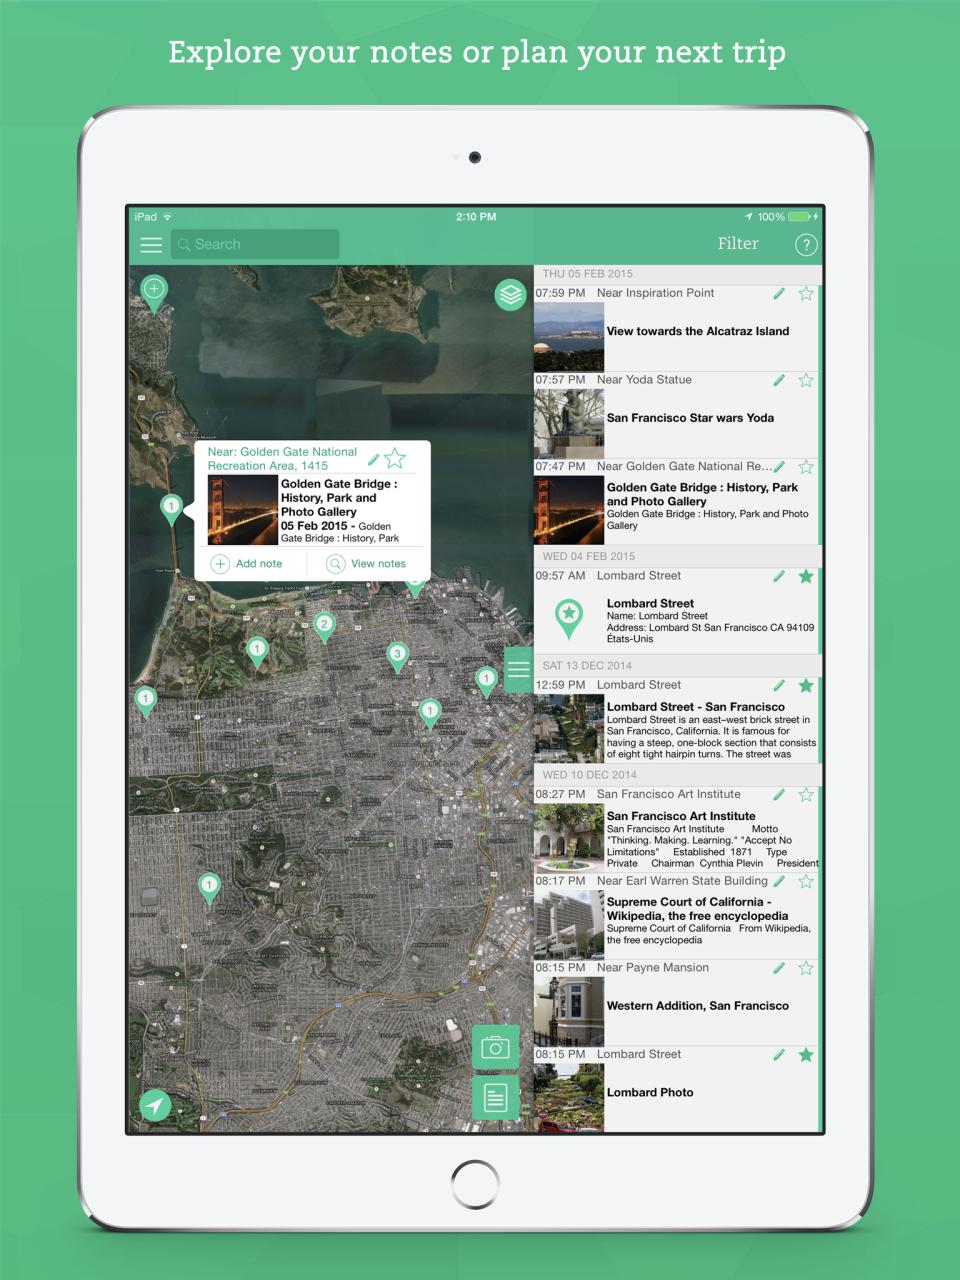 Explore your notes or plan your next trip
iPad
2:10 PM
100%
Search
Filter
?
THU 05 FEB 2015
07:59 PM Near Inspiration Point
View towards the Alcatraz Island
07:57 PM Near Yoda Statue
San Francisco Star wars Yoda
07:47 PM Near Golden Gate National Re...
Golden Gate Bridge : History, Park
and Photo Gallery
Golden Gate Bridge : History, Park and Photo
Gallery
WED 04 FEB 2015
09:57 AM Lombard Street
Lombard Street
Name: Lombard Street
Address: Lombard St San Francisco CA 94109
États-Unis
SAT 13 DEC 2014
12:59 PM Lombard Street
Lombard Street - San Francisco
Lombard Street is an east–west brick street in
San Francisco, California. It is famous for
having a steep, one-block section that consists
of eight tight hairpin turns. The street was
WED 10 DEC 2014
08:27 PM San Francisco Art Institute
San Francisco Art Institute
San Francisco Art Institute Motto
"Thinking. Making. Learning." "Accept No
Limitations" Established 1871 Type
Private Chairman Cynthia Plevin President
08:17 PM Near Earl Warren State Building
Supreme Court of California -
Wikipedia, the free encyclopedia
Supreme Court of California From Wikipedia,
the free encyclopedia
08:15 PM Near Payne Mansion
Western Addition, San Francisco
08:15 PM Lombard Street
Lombard Photo
Near: Golden Gate National
Recreation Area, 1415
Golden Gate Bridge :
History, Park and
Photo Gallery
05 Feb 2015 - Golden
Gate Bridge : History, Park
Add note
View notes
1
2
1
3
1
1
1
San Francisco
1